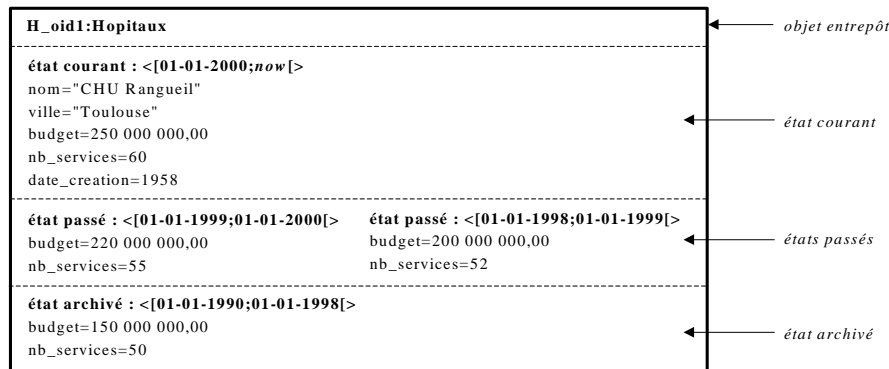 H_oid1:Hopitaux
objet entrepôt
état courant : <[01-01-2000;now[>
nom="CHU Rangueil"
ville="Toulouse"
budget=250 000 000,00
nb_services=60
date_creation=1958
état courant
état passé : <[01-01-1999;01-01-2000[>
budget=220 000 000,00
nb_services=55
état passé : <[01-01-1998;01-01-1999[>
budget=200 000 000,00
nb_services=52
états passés
état archivé : <[01-01-1990;01-01-1998[>
budget=150 000 000,00
nb_services=50
état archivé